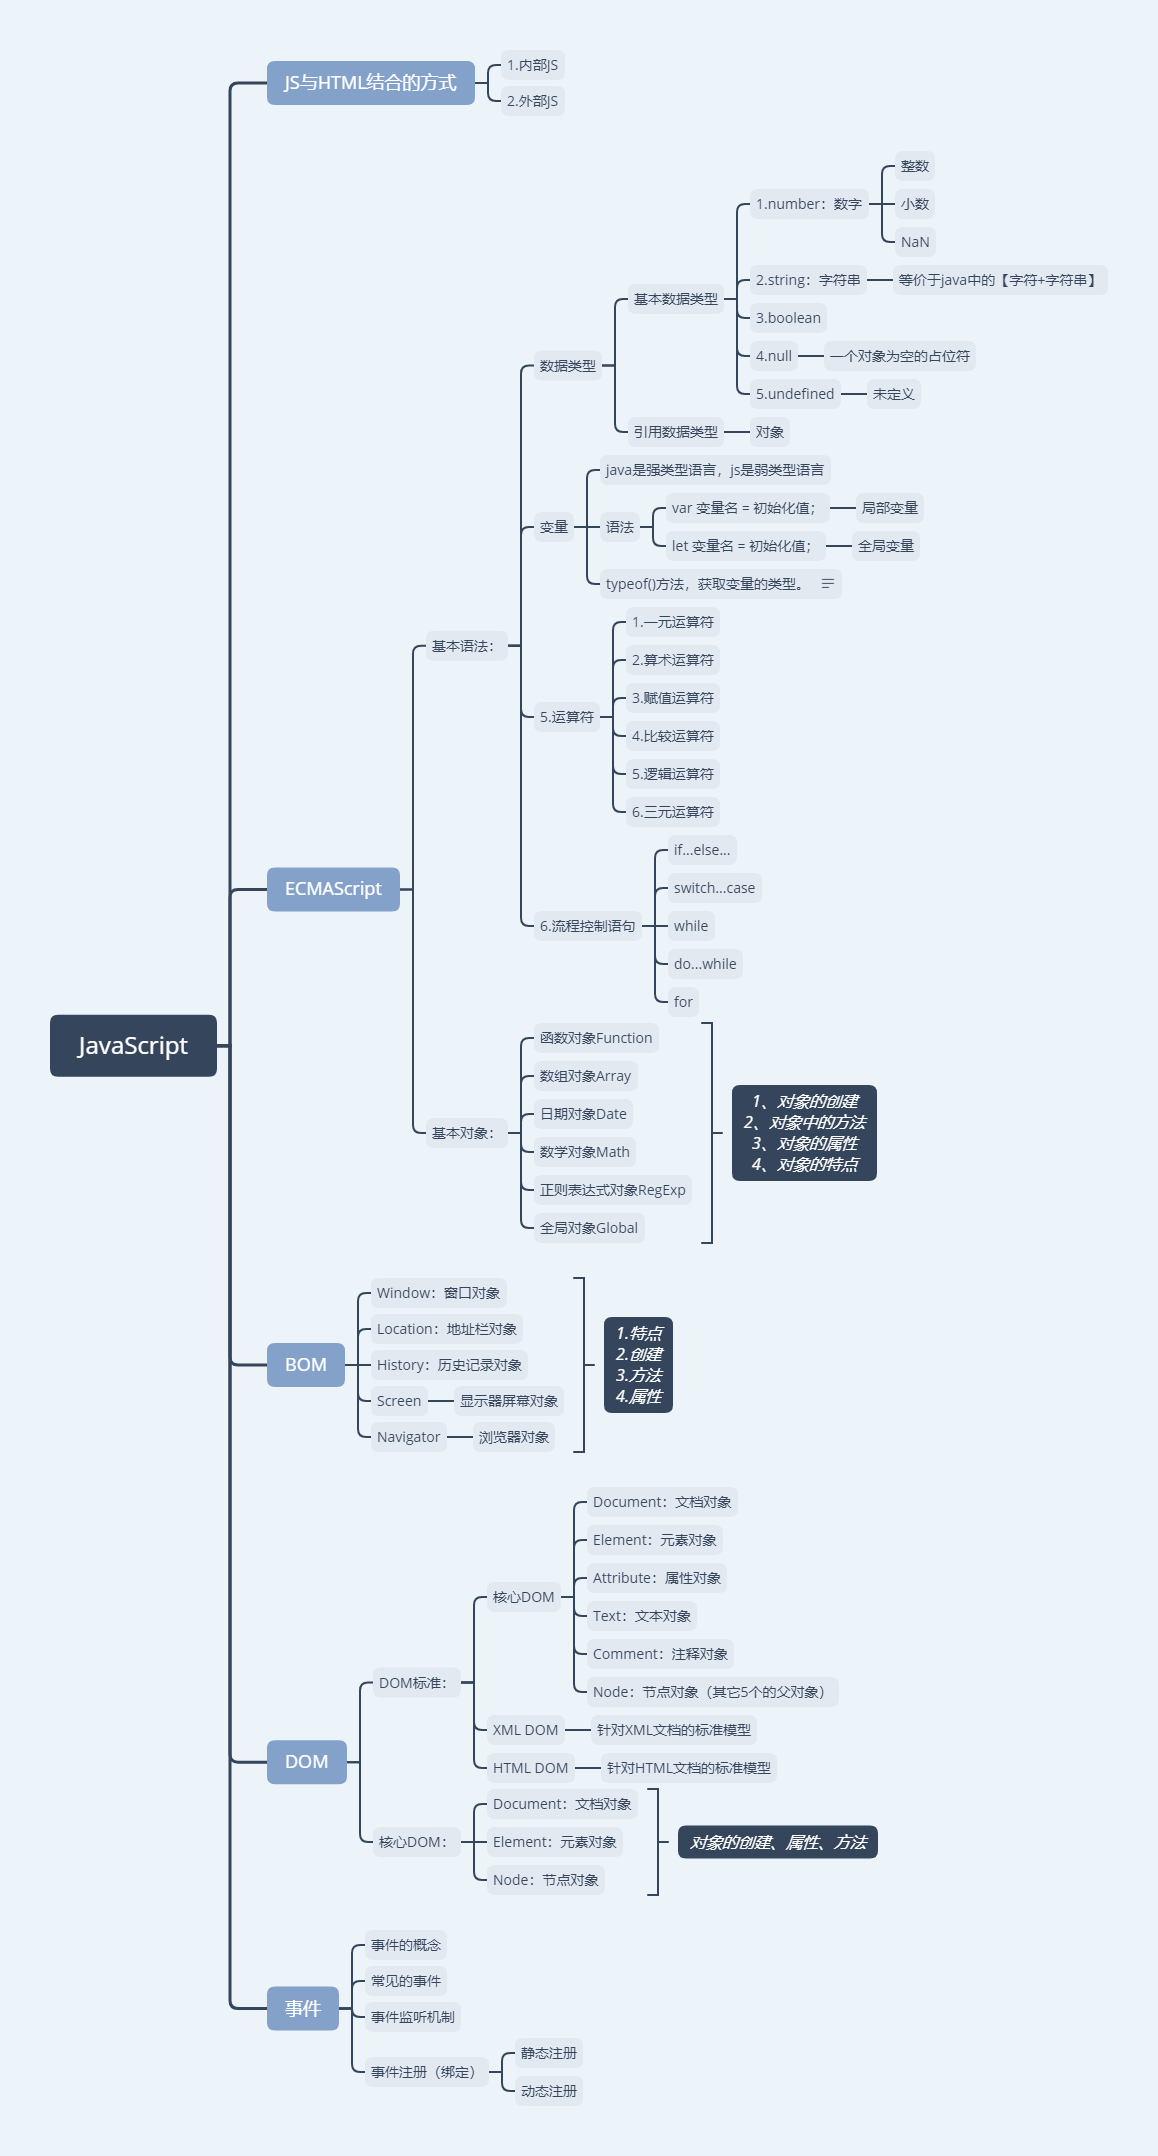 JavaScript
JS与HTML结合的方式
1.内部JS
2.外部JS
ECMAScript
基本语法：
数据类型
基本数据类型
1.number：数字
整数
小数
NaN
2.string：字符串
等价于java中的【字符+字符串】
3.boolean
4.null
一个对象为空的占位符
5.undefined
未定义
引用数据类型
对象
变量
java是强类型语言，js是弱类型语言
语法
var 变量名 = 初始化值；
局部变量
let 变量名 = 初始化值；
全局变量
typeof()方法，获取变量的类型。
5.运算符
1.一元运算符
2.算术运算符
3.赋值运算符
4.比较运算符
5.逻辑运算符
6.三元运算符
6.流程控制语句
if...else...
switch...case
while
do...while
for
基本对象：
函数对象Function
数组对象Array
日期对象Date
数学对象Math
正则表达式对象RegExp
全局对象Global
1、对象的创建
2、对象中的方法
3、对象的属性
4、对象的特点
BOM
Window：窗口对象
Location：地址栏对象
History：历史记录对象
Screen
显示器屏幕对象
Navigator
浏览器对象
1.特点
2.创建
3.方法
4.属性
DOM
DOM标准：
核心DOM
Document：文档对象
Element：元素对象
Attribute：属性对象
Text：文本对象
Comment：注释对象
Node：节点对象（其它5个的父对象）
XML DOM
针对XML文档的标准模型
HTML DOM
针对HTML文档的标准模型
核心DOM：
Document：文档对象
Element：元素对象
Node：节点对象
对象的创建、属性、方法
事件
事件的概念
常见的事件
事件监听机制
事件注册（绑定）
静态注册
动态注册